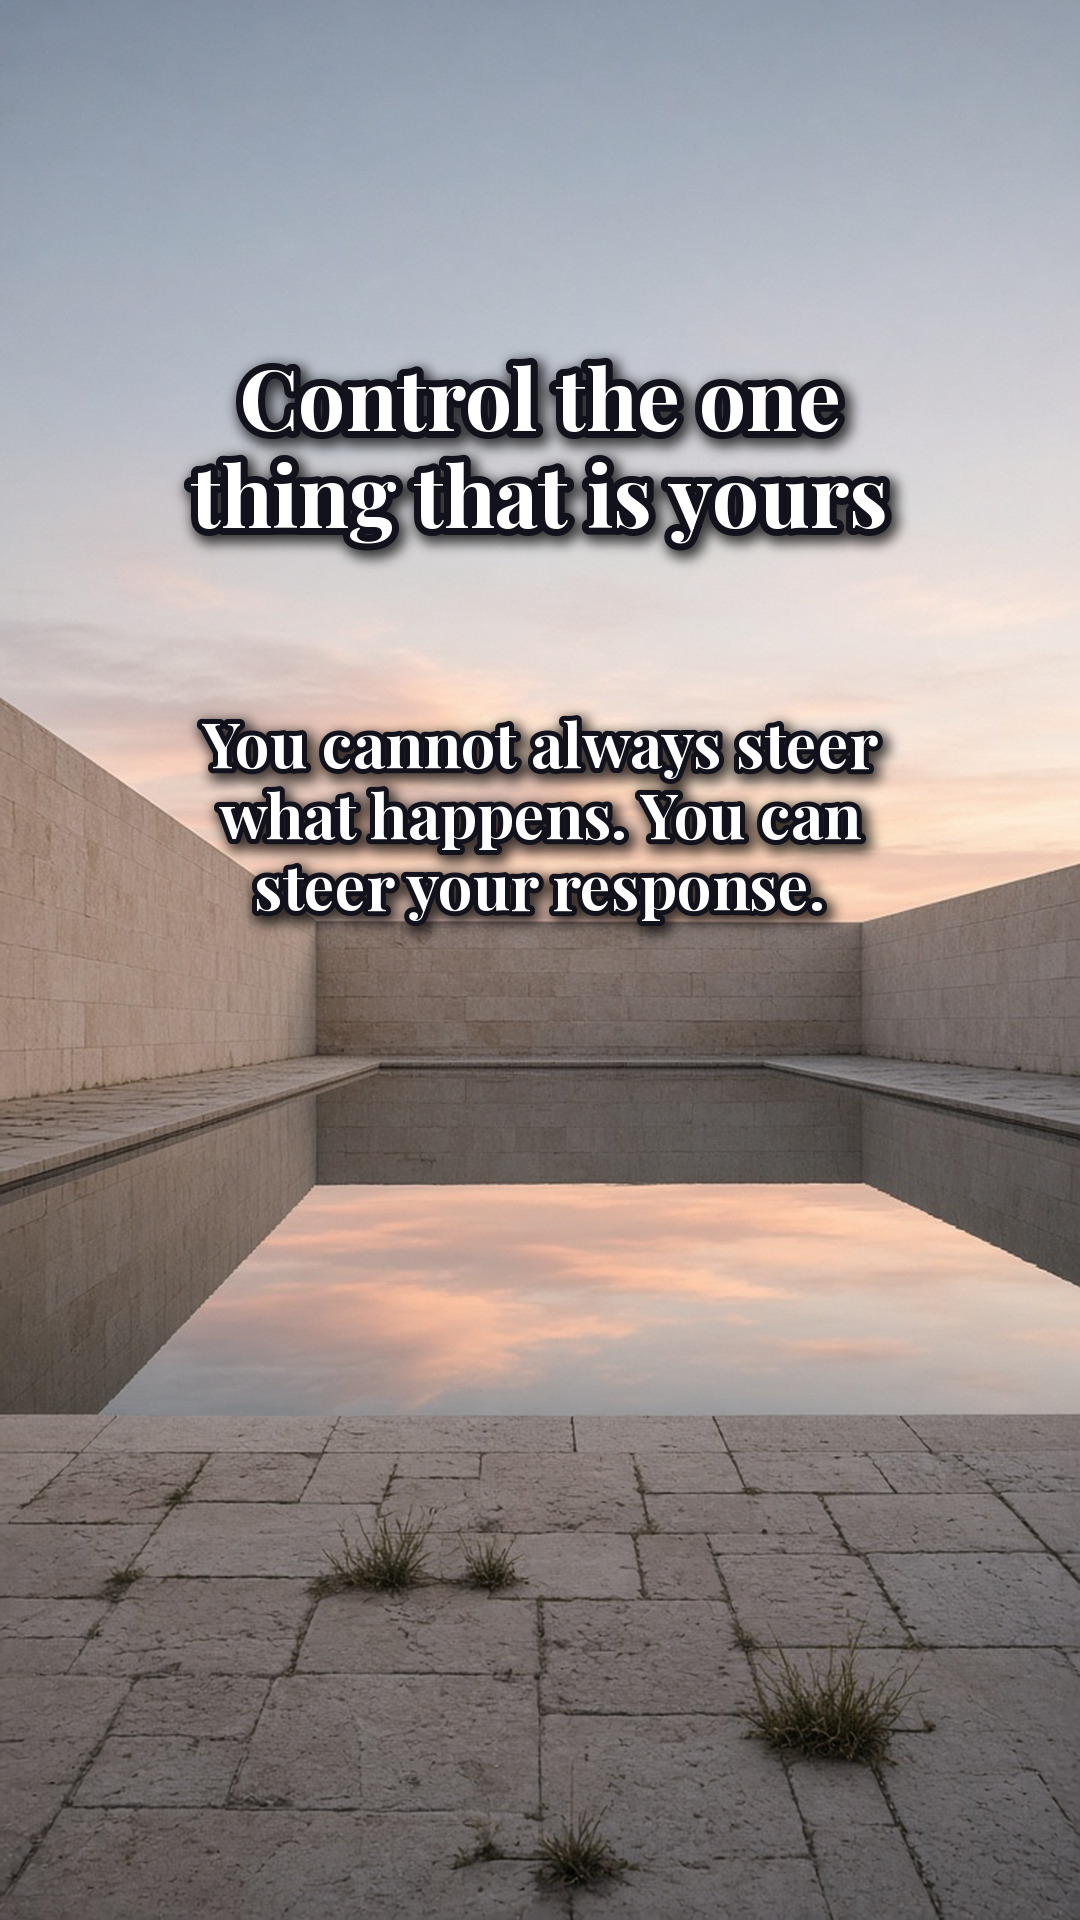 Control the one
thing that is yours
You cannot always steer
what happens. You can
steer your response.